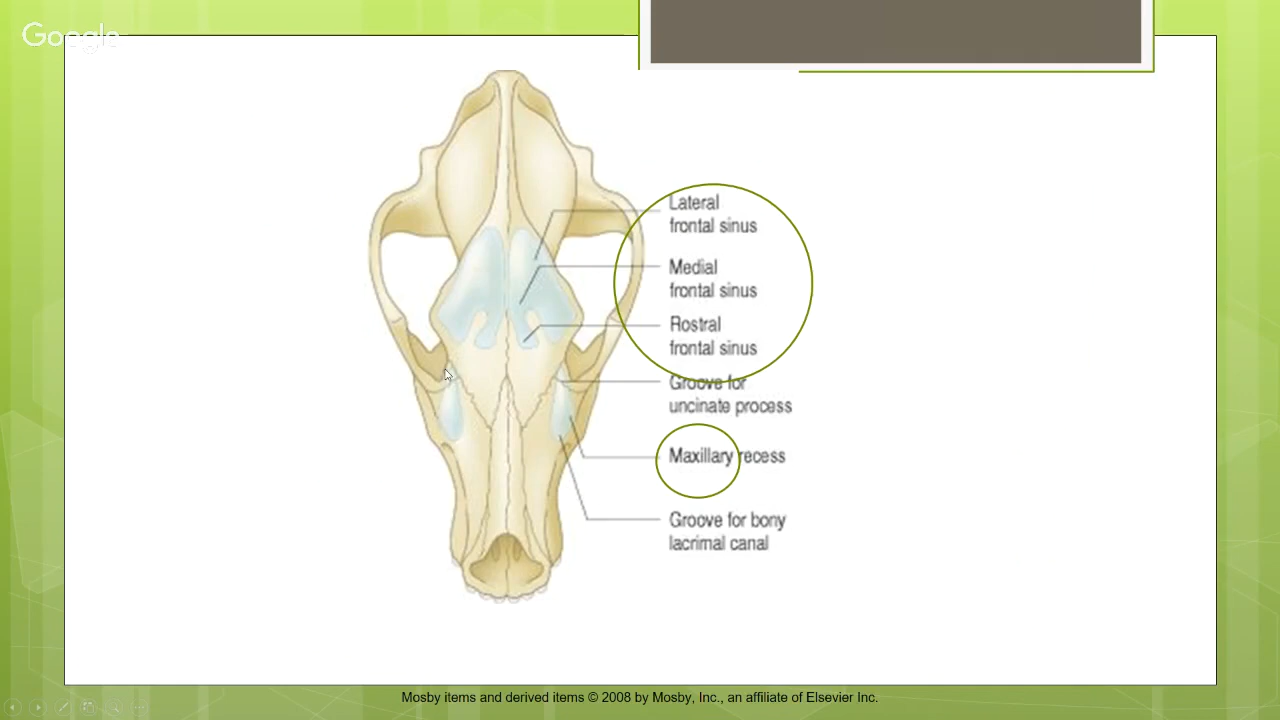 Google
Lateral
frontal sinus
Medial
frontal sinus
Rostral
frontal sinus
Groove for
uncinate process
Maxillary recess
Groove for bony
lacrimal canal
Mosby items and derived items © 2008 by Mosby, Inc., an affiliate of Elsevier Inc.